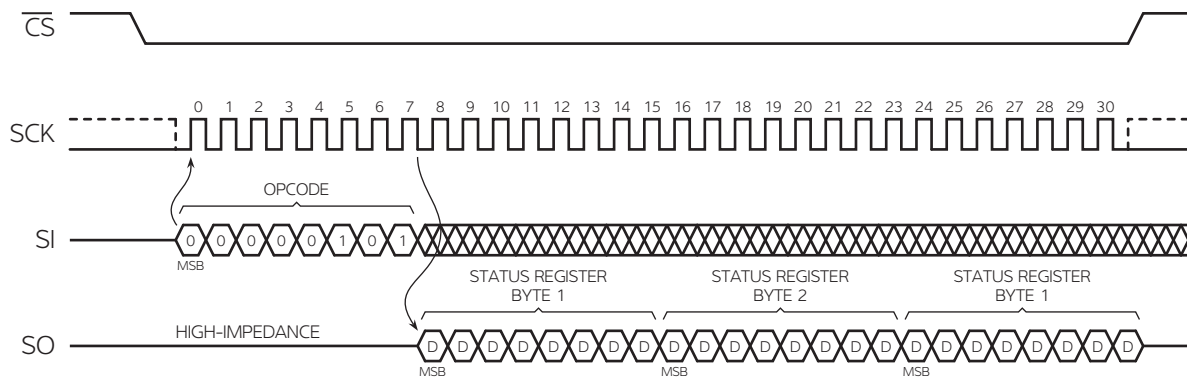 CS
0 1 2 3 4 5 6 7 8 9 10 11 12 13 14 15 16 17 18 19 20 21 22 23 24 25 26 27 28 29 30
SCK
OPCODE
SI
0 0 0 0 0 1 0 1
MSB
STATUS REGISTER
BYTE 1
STATUS REGISTER
BYTE 2
STATUS REGISTER
BYTE 1
HIGH-IMPEDANCE
SO
D D D D D D D D D D D D D D D D D D D D D D D D
MSB
MSB
MSB